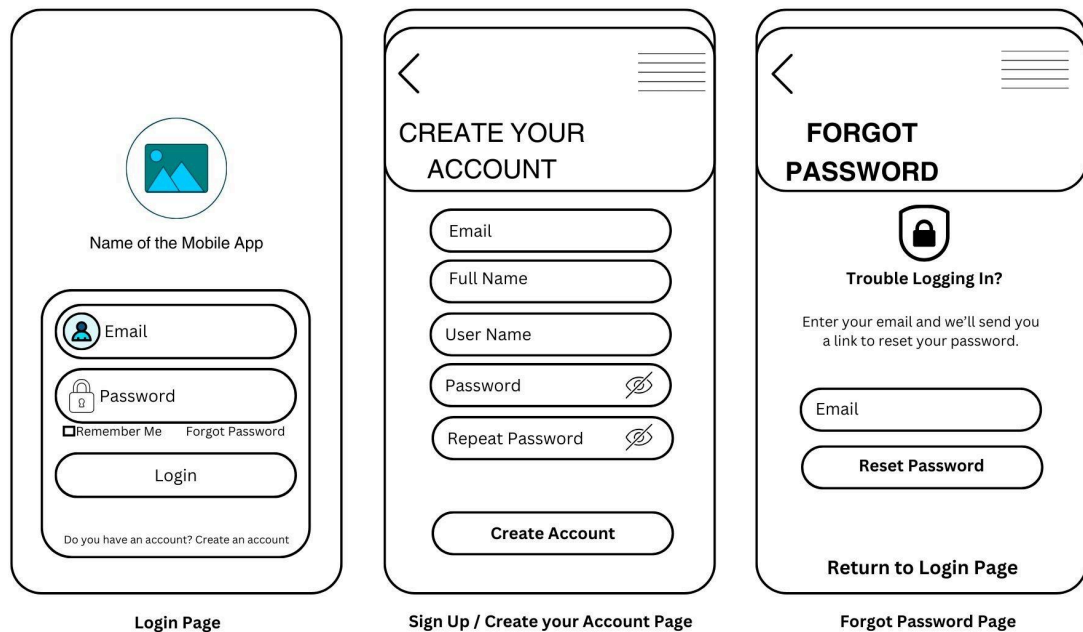 Name of the Mobile App
Email
Password
Remember Me Forgot Password
Login
Do you have an account? Create an account
Login Page
CREATE YOUR
ACCOUNT
Email
Full Name
User Name
Password
Repeat Password
Create Account
Sign Up / Create your Account Page
FORGOT
PASSWORD
Trouble Logging In?
Enter your email and we’ll send you
a link to reset your password.
Email
Reset Password
Return to Login Page
Forgot Password Page